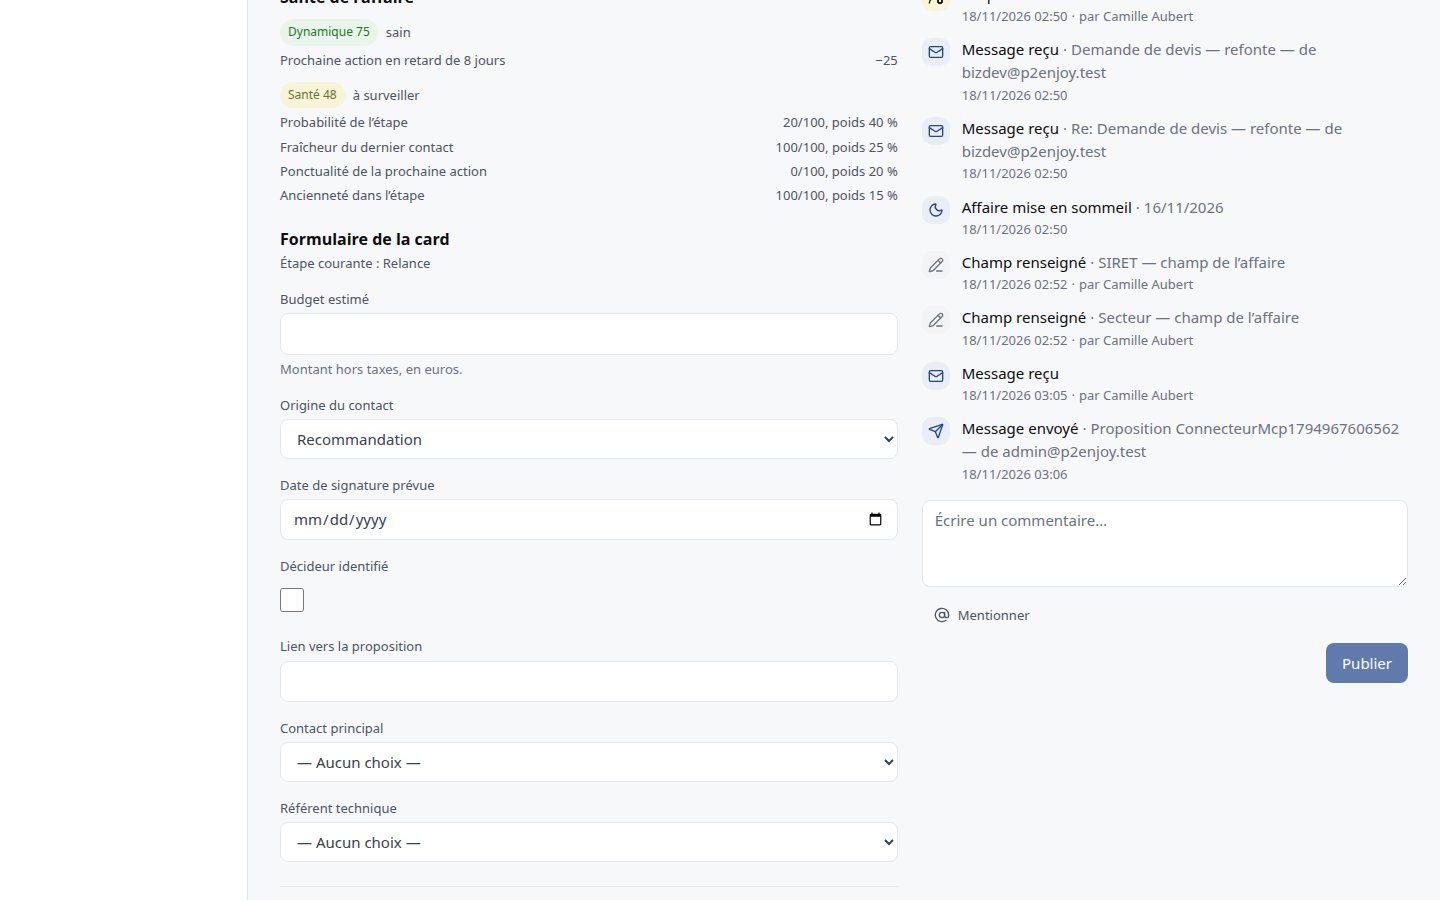 Santé de l'affaire
Dynamique 75 sain
Prochaine action en retard de 8 jours −25
Santé 48 à surveiller
Probabilité de l’étape 20/100, poids 40 %
Fraîcheur du dernier contact 100/100, poids 25 %
Ponctualité de la prochaine action 0/100, poids 20 %
Ancienneté dans l’étape 100/100, poids 15 %
Formulaire de la card
Étape courante : Relance
Budget estimé
Montant hors taxes, en euros.
Origine du contact
Recommandation
Date de signature prévue
mm/dd/yyyy
Décideur identifié
Lien vers la proposition
Contact principal
— Aucun choix —
Référent technique
— Aucun choix —
18/11/2026 02:50 · par Camille Aubert
Message reçu · Demande de devis — refonte — de
bizdev@p2enjoy.test
18/11/2026 02:50
Message reçu · Re: Demande de devis — refonte — de
bizdev@p2enjoy.test
18/11/2026 02:50
Affaire mise en sommeil · 16/11/2026
18/11/2026 02:50
Champ renseigné · SIRET — champ de l’affaire
18/11/2026 02:52 · par Camille Aubert
Champ renseigné · Secteur — champ de l’affaire
18/11/2026 02:52 · par Camille Aubert
Message reçu
18/11/2026 03:05 · par Camille Aubert
Message envoyé · Proposition ConnecteurMcp1794967606562
— de admin@p2enjoy.test
18/11/2026 03:06
Écrire un commentaire…
Mentionner
Publier